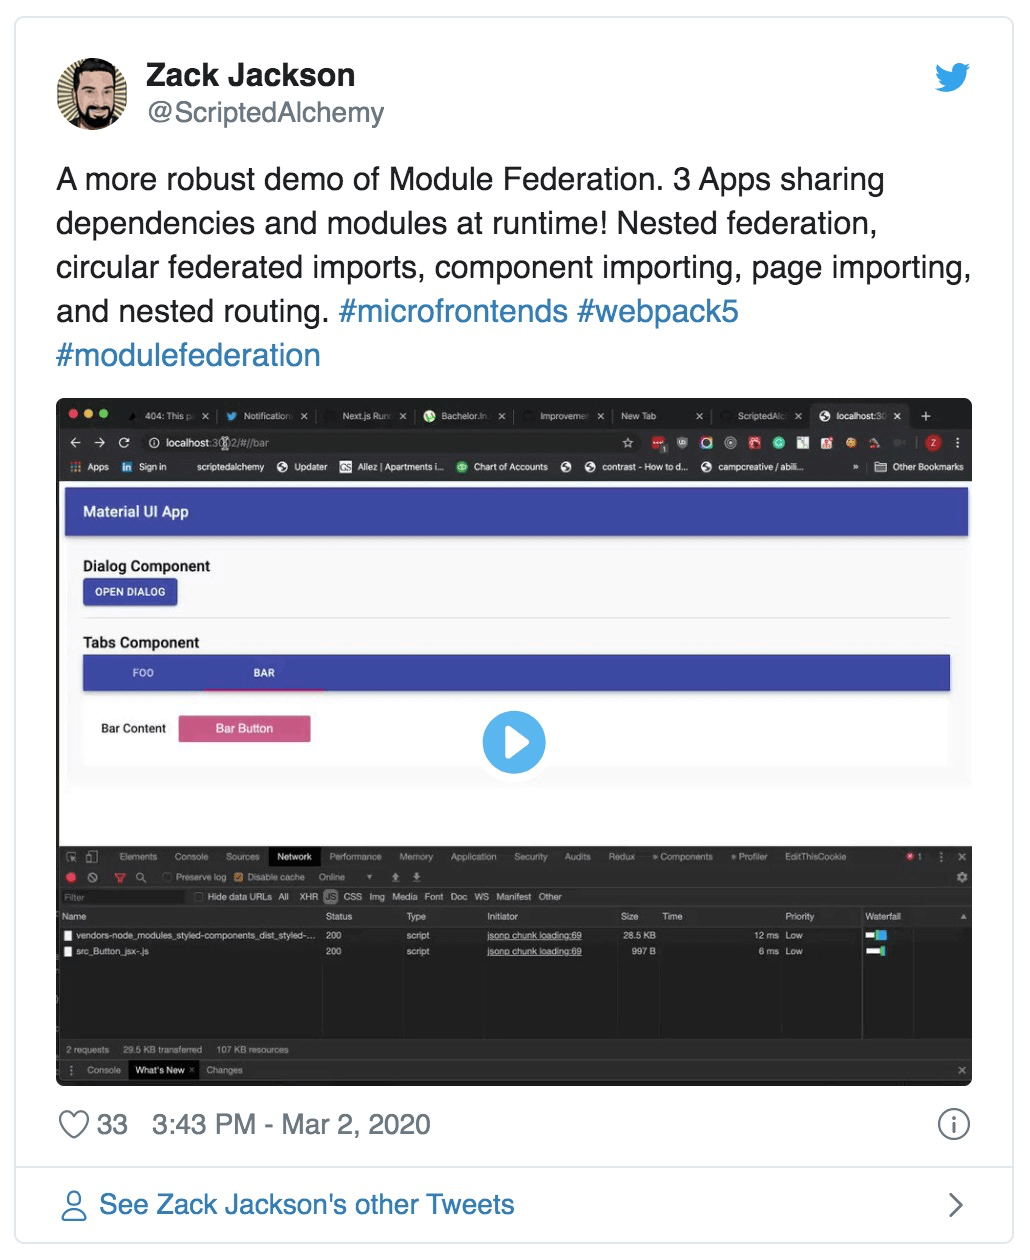 Zack Jackson
@ScriptedAlchemy
A more robust demo of Module Federation. 3 Apps sharing
dependencies and modules at runtime! Nested federation,
circular federated imports, component importing, page importing,
and nested routing. #microfrontends #webpack5
#modulefederation
404: This p Notification Next.js Run Bachelor.In Improveme New Tab ScriptedAlc localhost:30
localhost:3002/#//bar
Apps Sign in scriptedalchemy Updater Allez | Apartments i... Chart of Accounts contrast - How to d... campcreative / abili... » Other Bookmarks
Material UI App
Dialog Component
OPEN DIALOG
Tabs Component
FOO BAR
Bar Content Bar Button
Elements Console Sources Network Performance Memory Application Security Audits Redux Components Profiler EditThisCookie 1
Preserve log Disable cache Online
Filter Hide data URLs All XHR JS CSS Img Media Font Doc WS Manifest Other
Name Status Type Initiator Size Time Priority Waterfall
vendors-node_modules_styled-components_dist_styled-... 200 script jsonp chunk loading:69 28.5 KB 12 ms Low
src_Button_jsx-.js 200 script jsonp chunk loading:69 997 B 6 ms Low
2 requests 29.5 KB transferred 107 KB resources
Console What's New × Changes
33 3:43 PM - Mar 2, 2020
See Zack Jackson's other Tweets